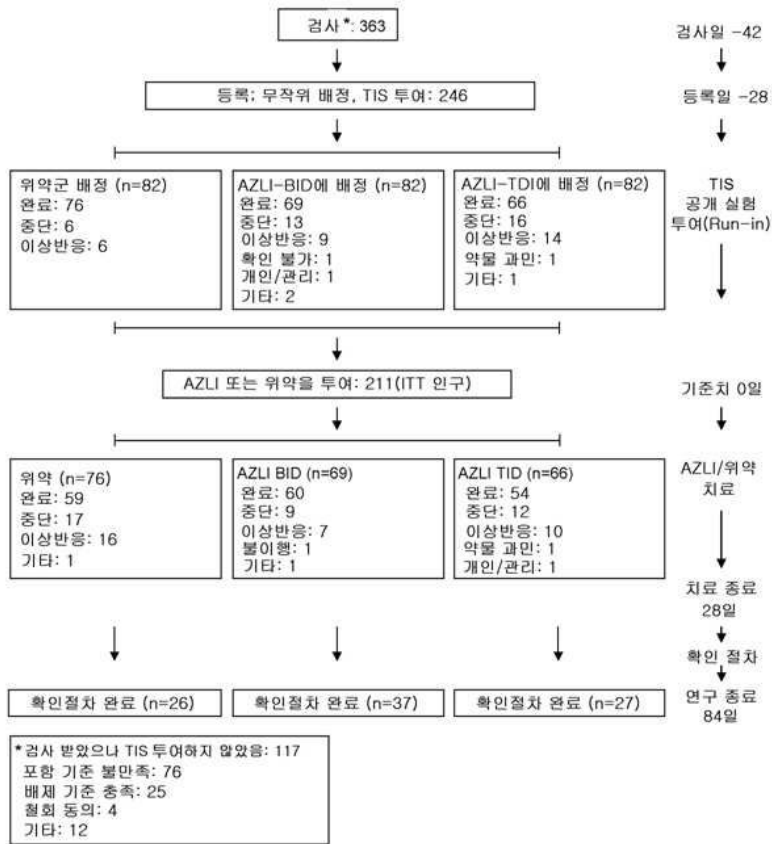 검사*: 363
검사일 -42
등록; 무작위 배정, TIS 투여: 246
등록일 -28
위약군 배정 (n=82)
완료: 76
중단: 6
이상반응: 6
AZLI-BID에 배정 (n=82)
완료: 69
중단: 13
이상반응: 9
확인 불가: 1
개인/관리: 1
기타: 2
AZLI-TDI에 배정 (n=82)
완료: 66
중단: 16
이상반응: 14
약물 과민: 1
기타: 1
TIS
공개 실험
투여(Run-in)
AZLI 또는 위약을 투여: 211(ITT 인구)
기준치 0일
위약 (n=76)
완료: 59
중단: 17
이상반응: 16
기타: 1
AZLI BID (n=69)
완료: 60
중단: 9
이상반응: 7
불이행: 1
기타: 1
AZLI TID (n=66)
완료: 54
중단: 12
이상반응: 10
약물 과민: 1
개인/관리: 1
AZLI/위약
치료
치료 종료
28일
확인 절차
확인절차 완료 (n=26)
확인절차 완료 (n=37)
확인절차 완료 (n=27)
연구 종료
84일
*검사 받았으나 TIS 투여하지 않았음: 117
포함 기준 불만족: 76
배제 기준 충족: 25
철회 동의: 4
기타: 12